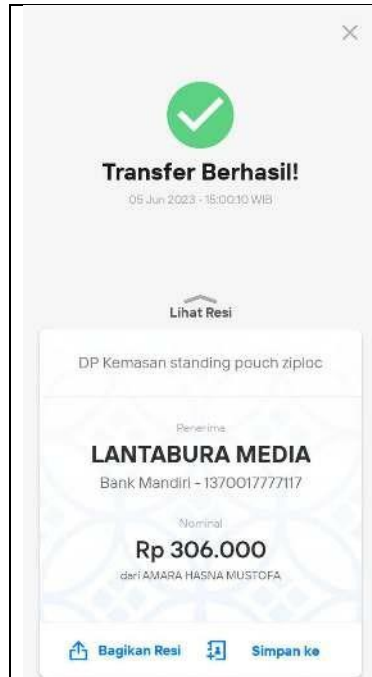 Transfer Berhasil!
05 Jun 2023 - 15:00:10 WIB
Lihat Resi
DP Kemasan standing pouch ziploc
Penerima
LANTABURA MEDIA
Bank Mandiri - 1370017777117
Nominal
Rp 306.000
dari AMARA HASNA MUSTOFA
Bagikan Resi
Simpan ke